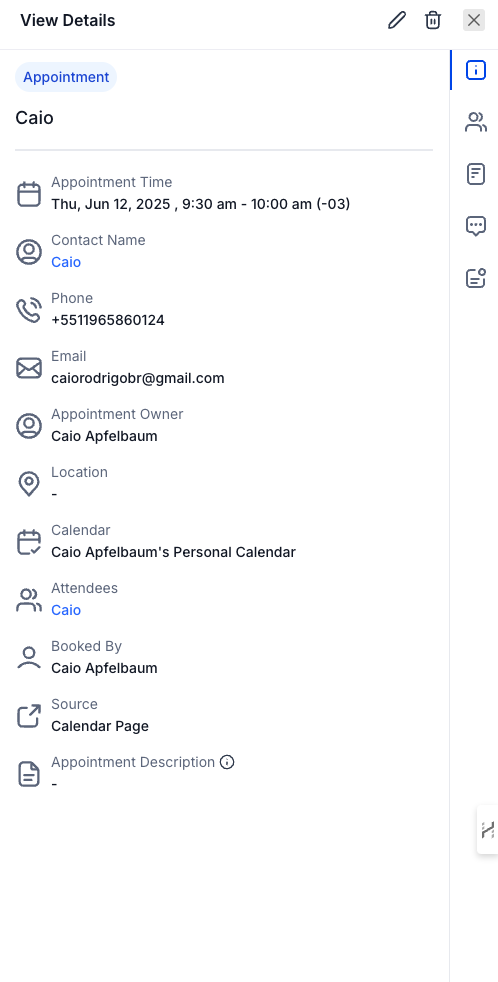 View Details
Appointment
Caio
Appointment Time
Thu, Jun 12, 2025 , 9:30 am - 10:00 am (-03)
Contact Name
Caio
Phone
+5511965860124
Email
caiorodrigobr@gmail.com
Appointment Owner
Caio Apfelbaum
Location
-
Calendar
Caio Apfelbaum's Personal Calendar
Attendees
Caio
Booked By
Caio Apfelbaum
Source
Calendar Page
Appointment Description
-